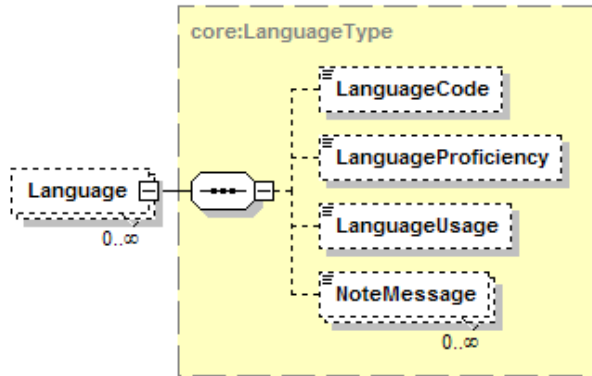 core:LanguageType
LanguageCode
LanguageProficiency
Language
0..∞
LanguageUsage
NoteMessage
0..∞